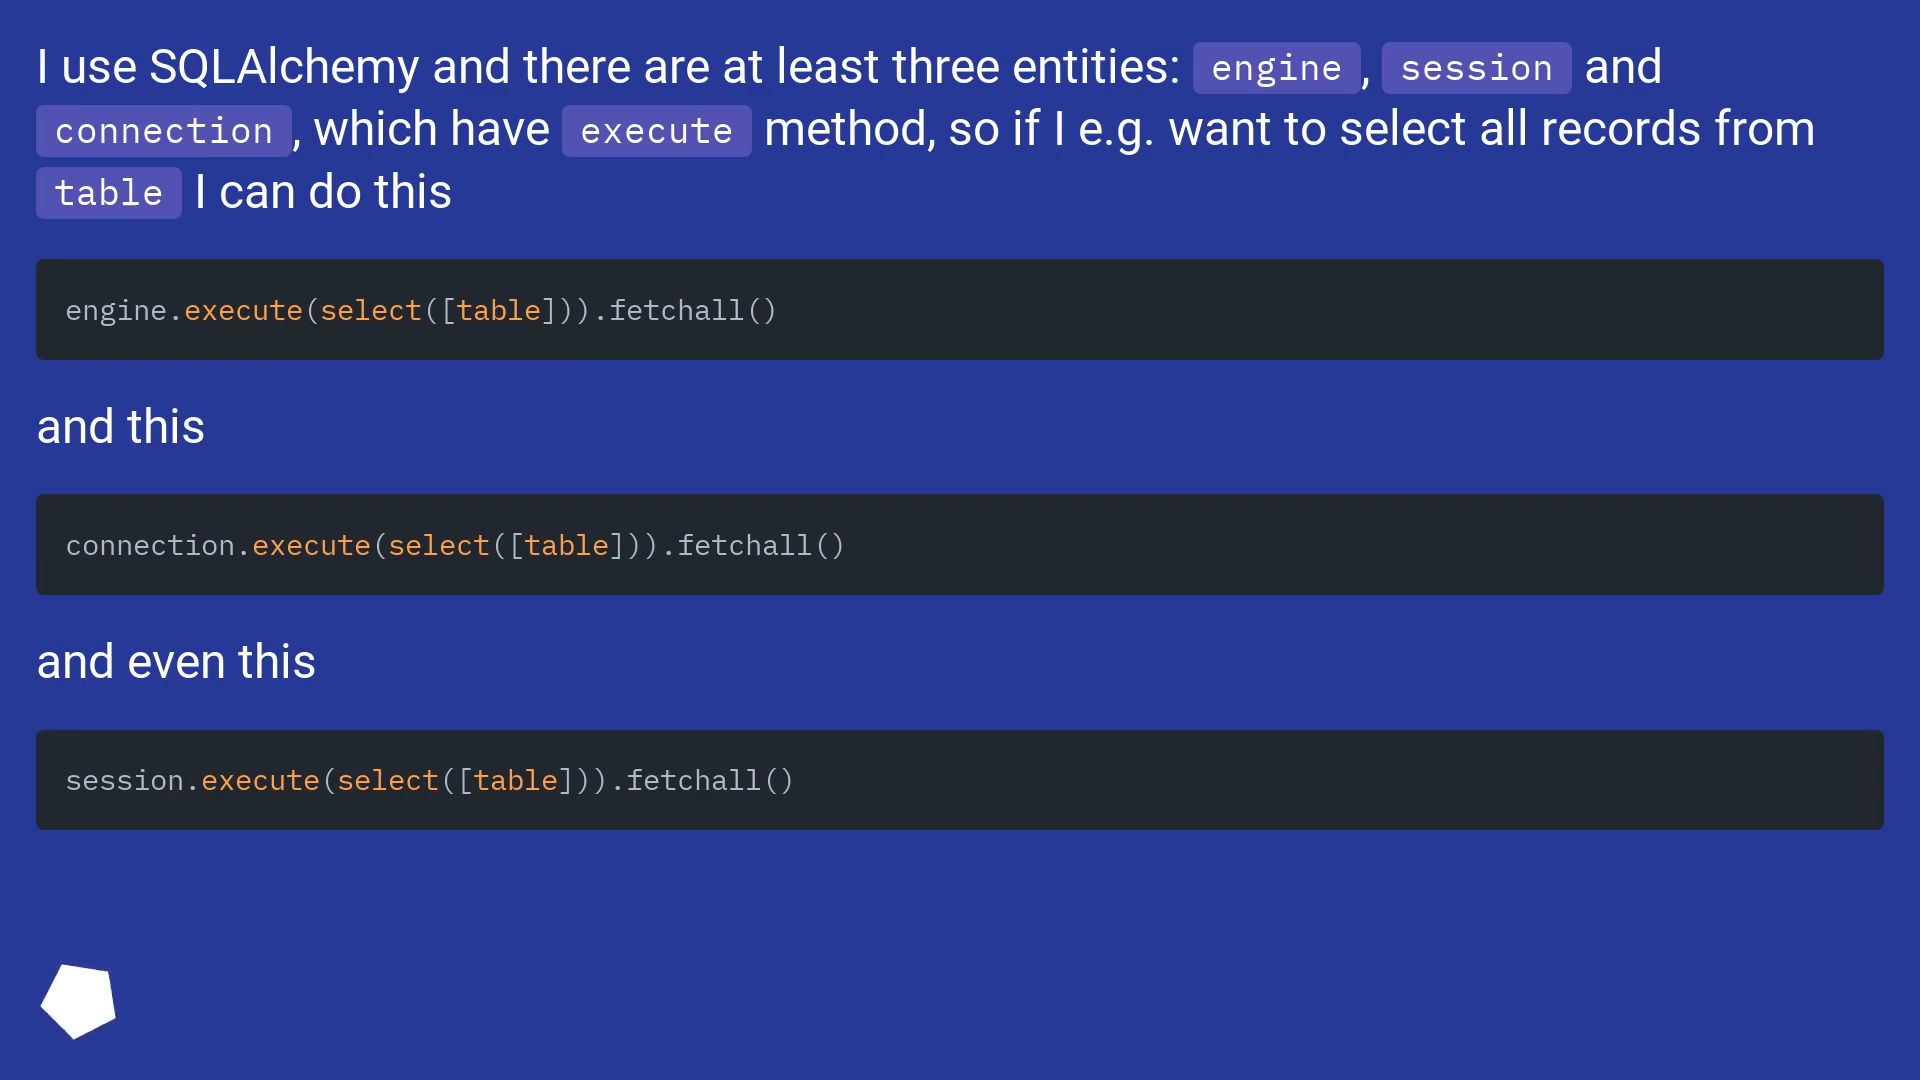 I use SQLAlchemy and there are at least three entities: engine, session and
connection, which have execute method, so if I e.g. want to select all records from
table I can do this
engine.execute(select([table])).fetchall()
and this
connection.execute(select([table])).fetchall()
and even this
session.execute(select([table])).fetchall()